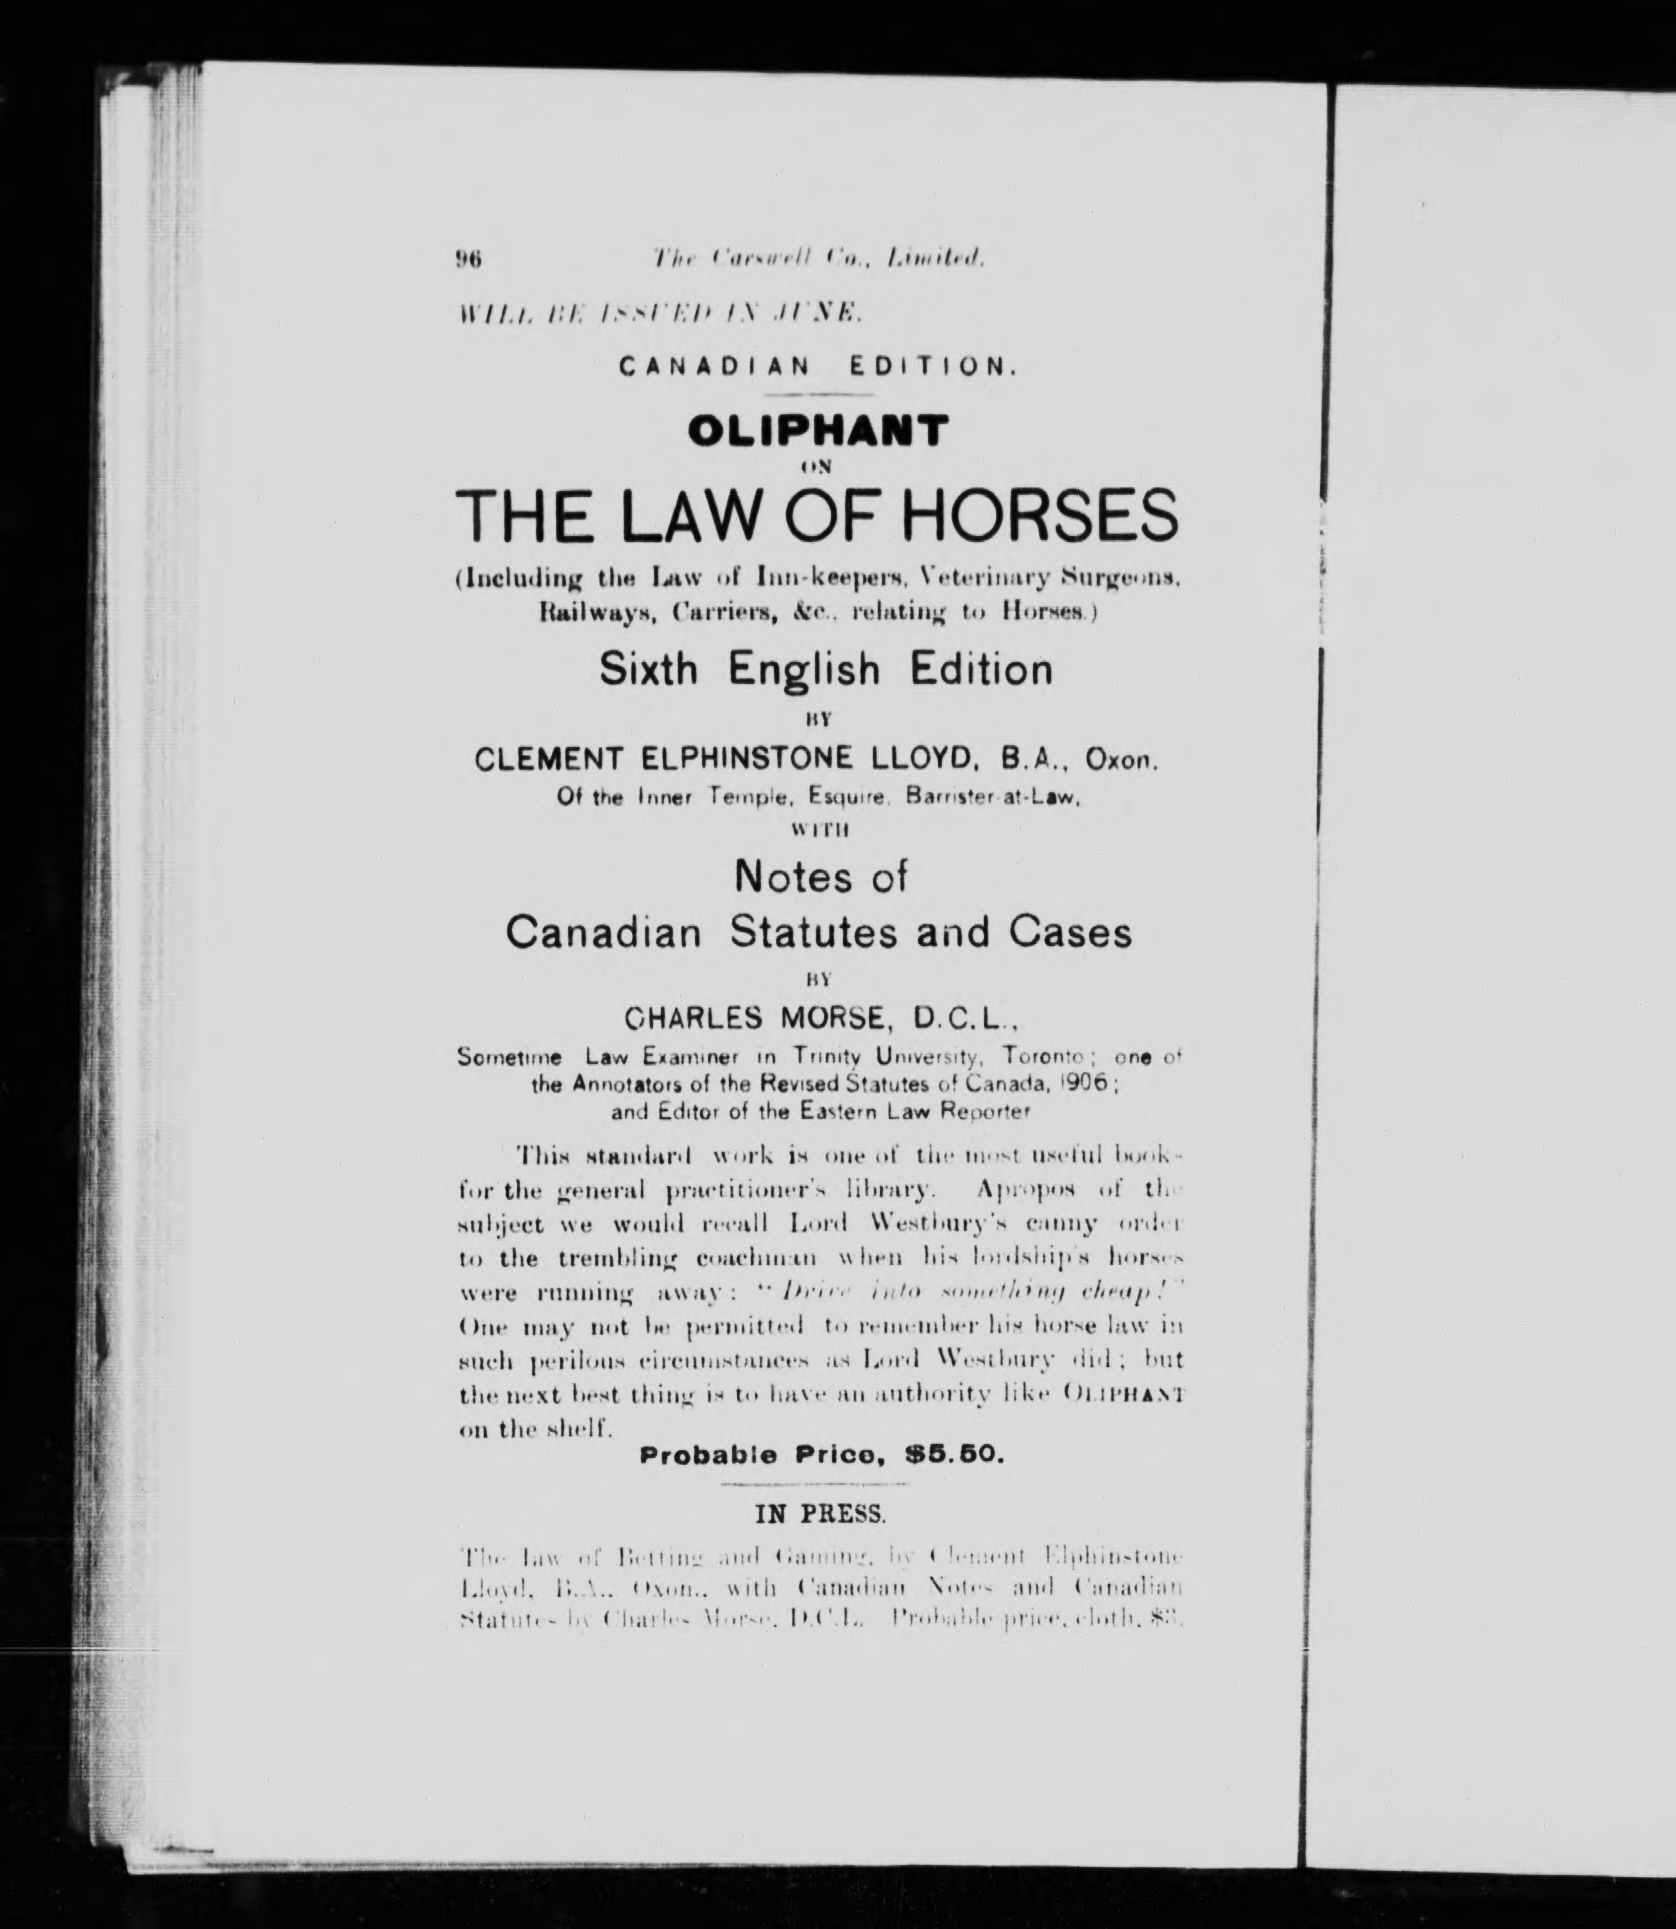 96 The Carswell Co., Limited.
WILL BE ISSUED IN JUNE.
CANADIAN EDITION.
OLIPHANT
ON
THE LAW OF HORSES
(Including the Law of Inn-keepers, Veterinary Surgeons,
Railways, Carriers, &c., relating to Horses.)
Sixth English Edition
BY
CLEMENT ELPHINSTONE LLOYD, B.A., Oxon.
Of the Inner Temple, Esquire, Barrister-at-Law,
WITH
Notes of
Canadian Statutes and Cases
BY
CHARLES MORSE, D.C.L.,
Sometime Law Examiner in Trinity University, Toronto; one of
the Annotators of the Revised Statutes of Canada, 1906;
and Editor of the Eastern Law Reporter
This standard work is one of the most useful books
for the general practitioner's library. Apropos of the
subject we would recall Lord Westbury's canny order
to the trembling coachman when his lordship's horses
were running away: "Drive into something cheap!"
One may not be permitted to remember his horse law in
such perilous circumstances as Lord Westbury did; but
the next best thing is to have an authority like OLIPHANT
on the shelf.
Probable Price, $5.50.
IN PRESS.
The law of Betting and Gaming, by Clement Elphinstone
Lloyd, B.A., Oxon., with Canadian Notes and Canadian
Statutes by Charles Morse, D.C.L. Probable price, cloth,